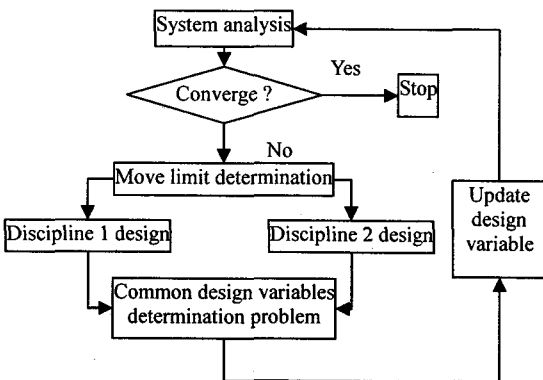 System analysis
Yes
Converge ?
Stop
No
Move limit determination
Update
design
variable
Discipline 1 design
Discipline 2 design
Common design variables
determination problem